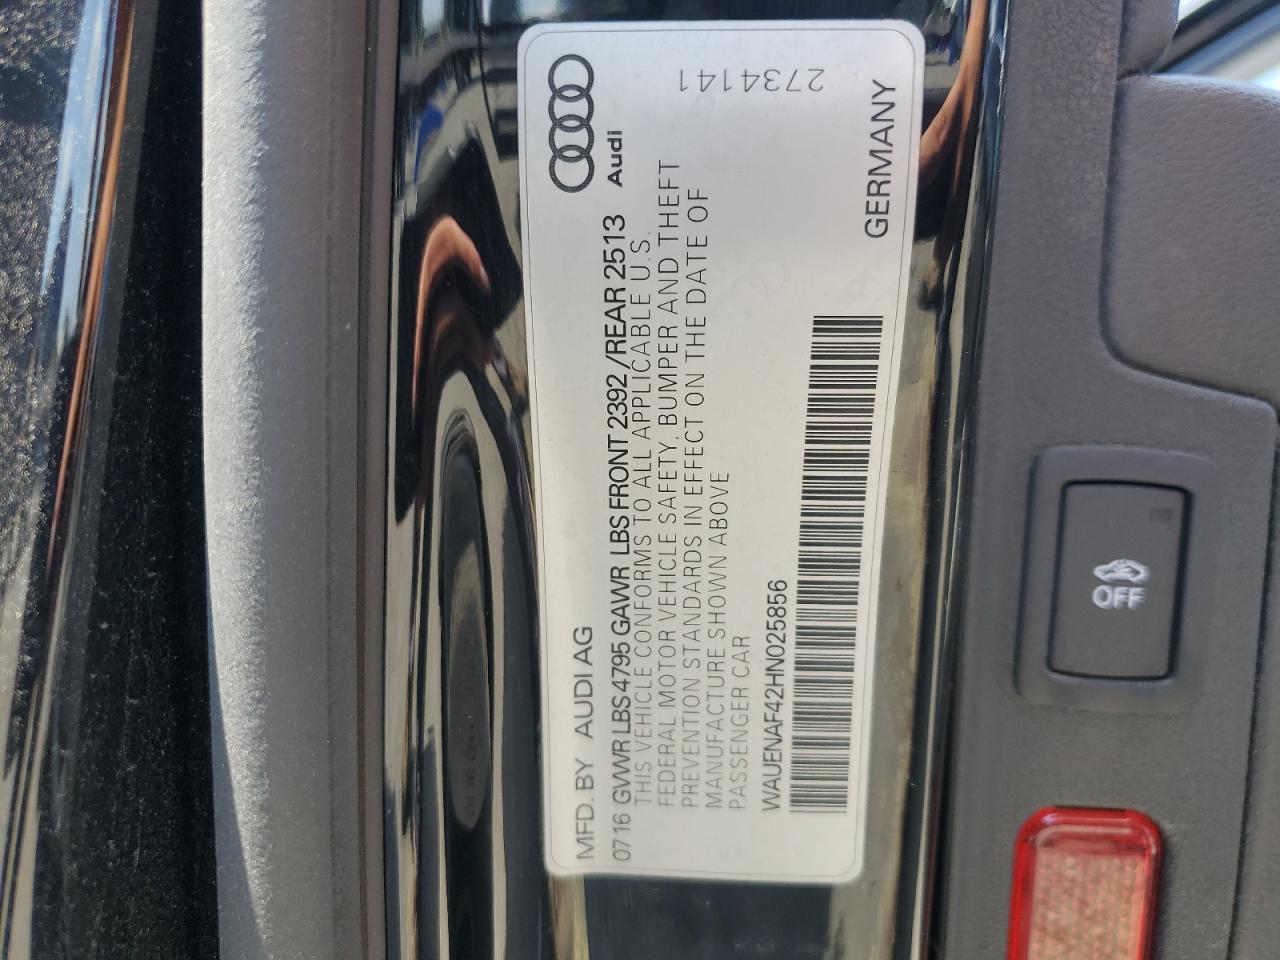 MFD. BY AUDI AG
Audi
07 16 GVWR LBS 4795 GAWR LBS FRONT 2392 /REAR 2513
THIS VEHICLE CONFORMS TO ALL APPLICABLE U.S.
FEDERAL MOTOR VEHICLE SAFETY, BUMPER AND THEFT
PREVENTION STANDARDS IN EFFECT ON THE DATE OF
MANUFACTURE SHOWN ABOVE
PASSENGER CAR
WAUENAF42HN025856
GERMANY
2734141
OFF